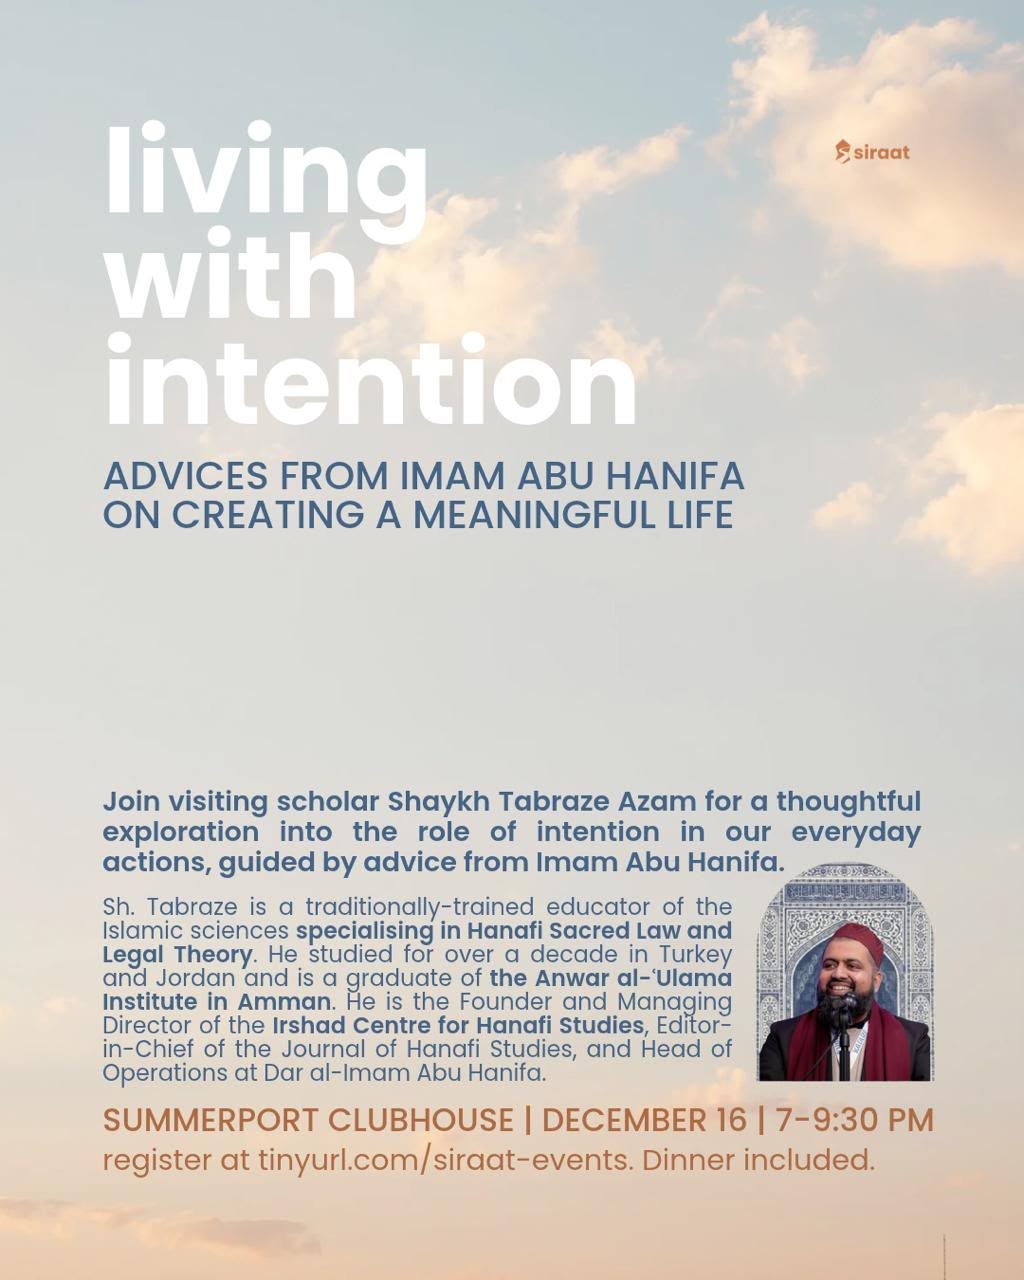 living
with
intention
siraat
ADVICES FROM IMAM ABU HANIFA
ON CREATING A MEANINGFUL LIFE
Join visiting scholar Shaykh Tabraze Azam for a thoughtful
exploration into the role of intention in our everyday
actions, guided by advice from Imam Abu Hanifa.
Sh. Tabraze is a traditionally-trained educator of the
Islamic sciences specialising in Hanafi Sacred Law and
Legal Theory. He studied for over a decade in Turkey
and Jordan and is a graduate of the Anwar al-ʿUlama
Institute in Amman. He is the Founder and Managing
Director of the Irshad Centre for Hanafi Studies, Editor-
in-Chief of the Journal of Hanafi Studies, and Head of
Operations at Dar al-Imam Abu Hanifa.
SUMMERPORT CLUBHOUSE | DECEMBER 16 | 7-9:30 PM
register at tinyurl.com/siraat-events. Dinner included.